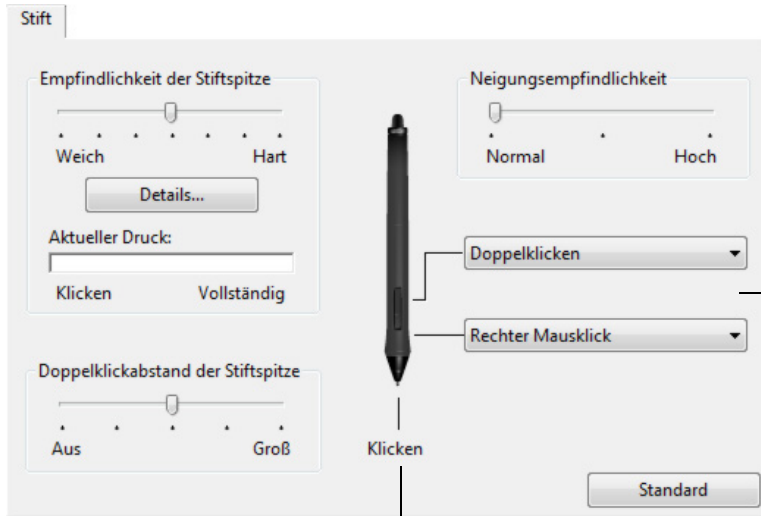 Stift
Empfindlichkeit der Stiftspitze
Weich Hart
Details...
Aktueller Druck:
Klicken Vollständig
Doppelklickabstand der Stiftspitze
Aus Groß
Klicken
Neigungsempfindlichkeit
Normal Hoch
Doppelklicken
Rechter Mausklick
Standard